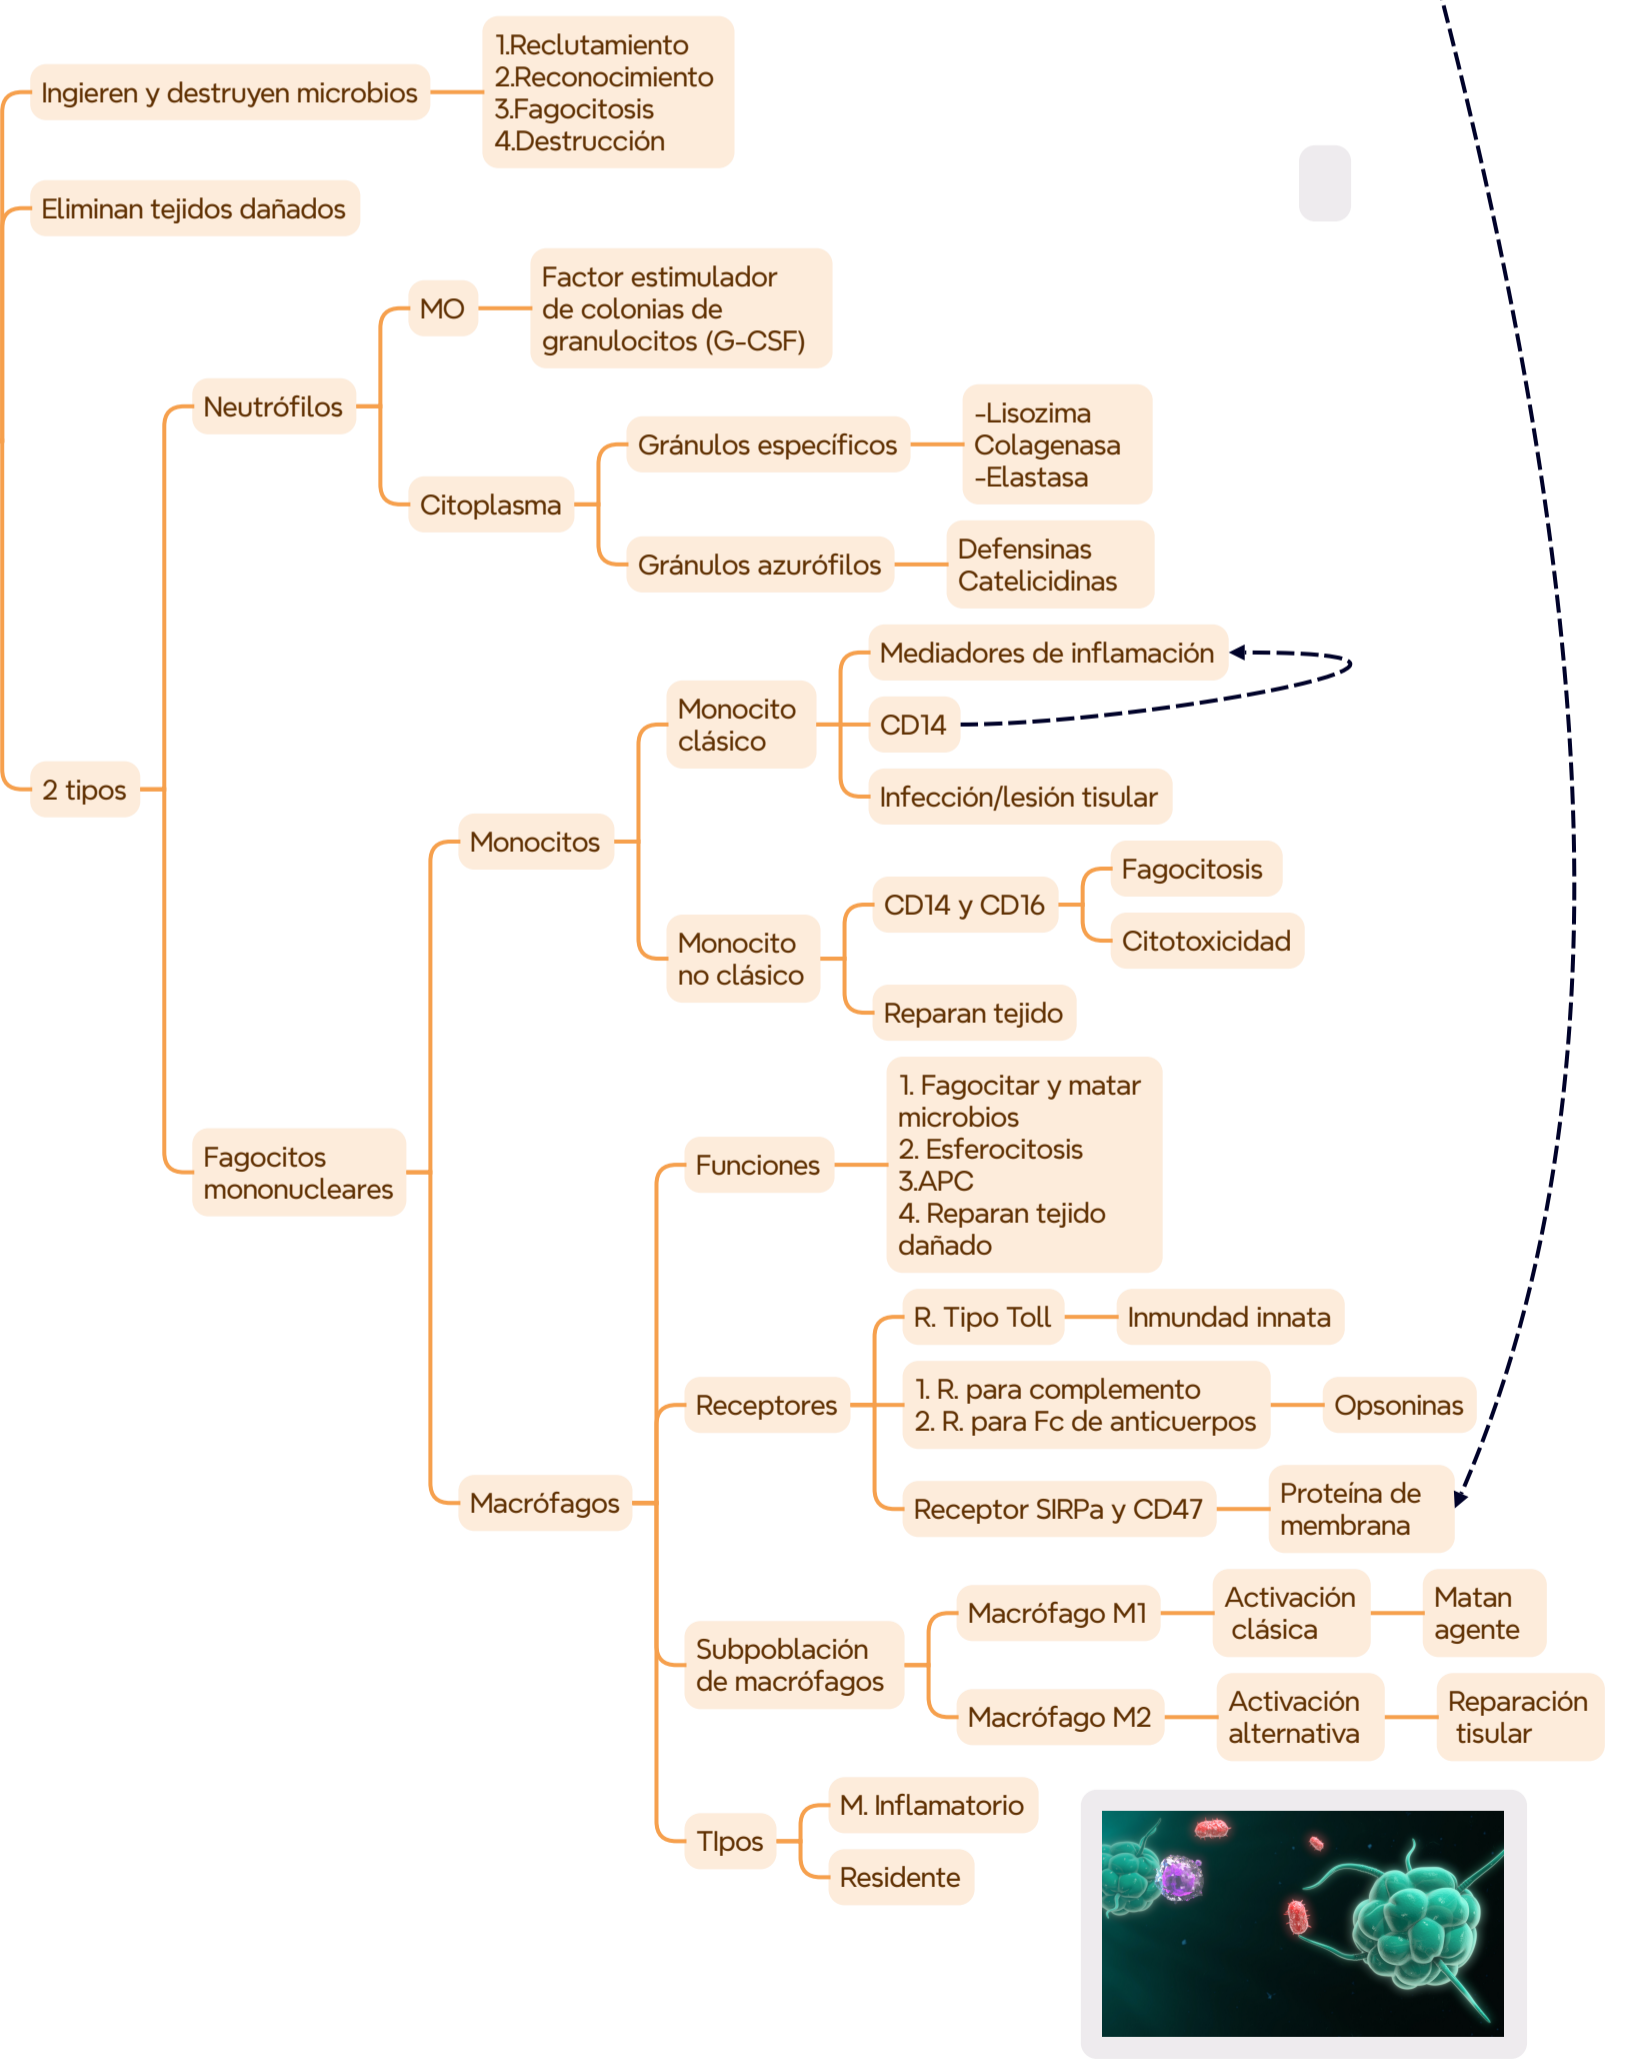 1.Reclutamiento
2.Reconocimiento
3.Fagocitosis
4.Destrucción
Ingieren y destruyen microbios
Eliminan tejidos dañados
MO
Factor estimulador
de colonias de
granulocitos (G-CSF)
Neutrófilos
Citoplasma
Gránulos específicos
-Lisozima
Colagenasa
-Elastasa
Gránulos azurófilos
Defensinas
Catelicidinas
2 tipos
Fagocitos
mononucleares
Monocitos
Monocito
clásico
Mediadores de inflamación
CD14
Infección/lesión tisular
Monocito
no clásico
CD14 y CD16
Fagocitosis
Citotoxicidad
Reparan tejido
Macrófagos
Funciones
1. Fagocitar y matar
microbios
2. Esferocitosis
3.APC
4. Reparan tejido
dañado
Receptores
R. Tipo Toll
Inmundad innata
1. R. para complemento
2. R. para Fc de anticuerpos
Opsoninas
Receptor SIRPa y CD47
Proteína de
membrana
Subpoblación
de macrófagos
Macrófago M1
Activación
clásica
Matan
agente
Macrófago M2
Activación
alternativa
Reparación
tisular
TIpos
M. Inflamatorio
Residente